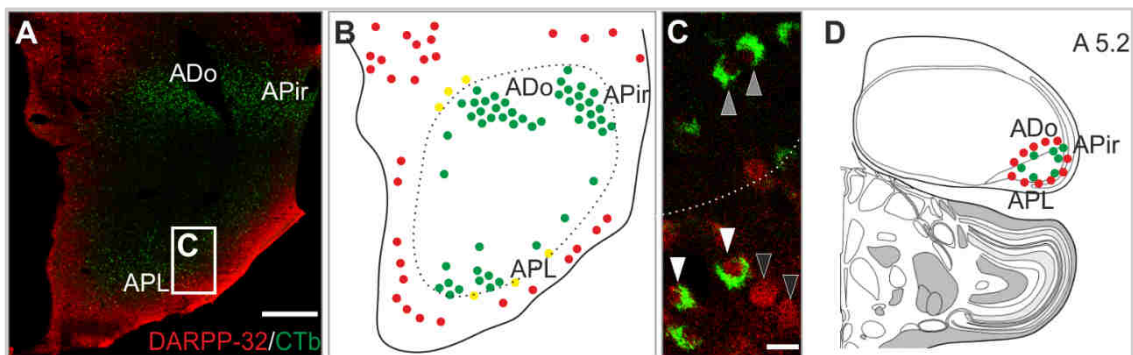 A
ADo
APir
C
APL
DARPP-32/CTb
B
ADo
APir
APL
C
D
A 5.2
ADo
APir
APL